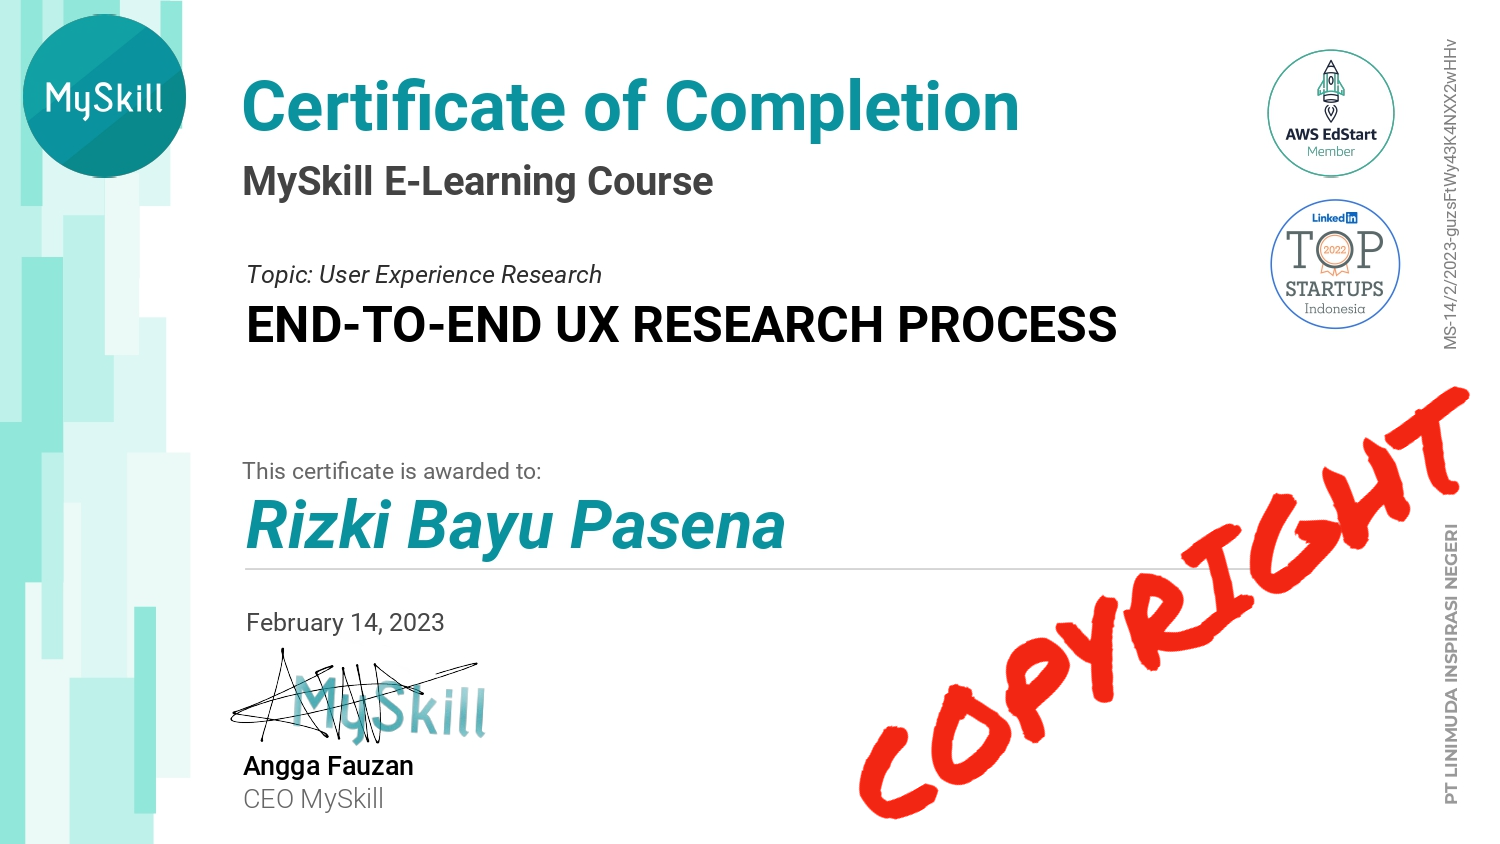 MySkill
Certificate of Completion
MySkill E-Learning Course
Topic: User Experience Research
END-TO-END UX RESEARCH PROCESS
This certificate is awarded to:
Rizki Bayu Pasena
February 14, 2023
MySkill
Angga Fauzan
CEO MySkill
AWS EdStart
Member
Linked in
TOP
2022
STARTUPS
Indonesia
MS-14/2/2023-guzsFtWy43K4NXX2wHHv
PT LINIMUDA INSPIRASI NEGERI
COPYRIGHT